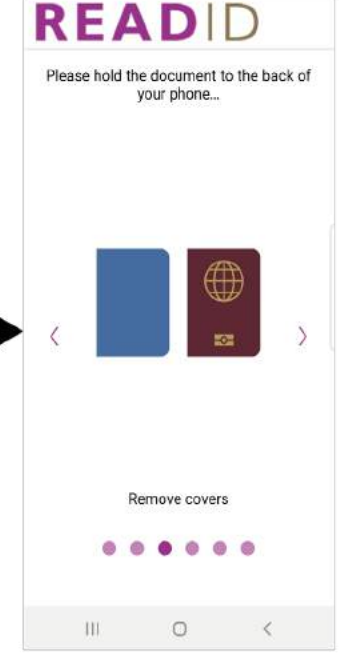 READID
Please hold the document to the back of
your phone...
Remove covers